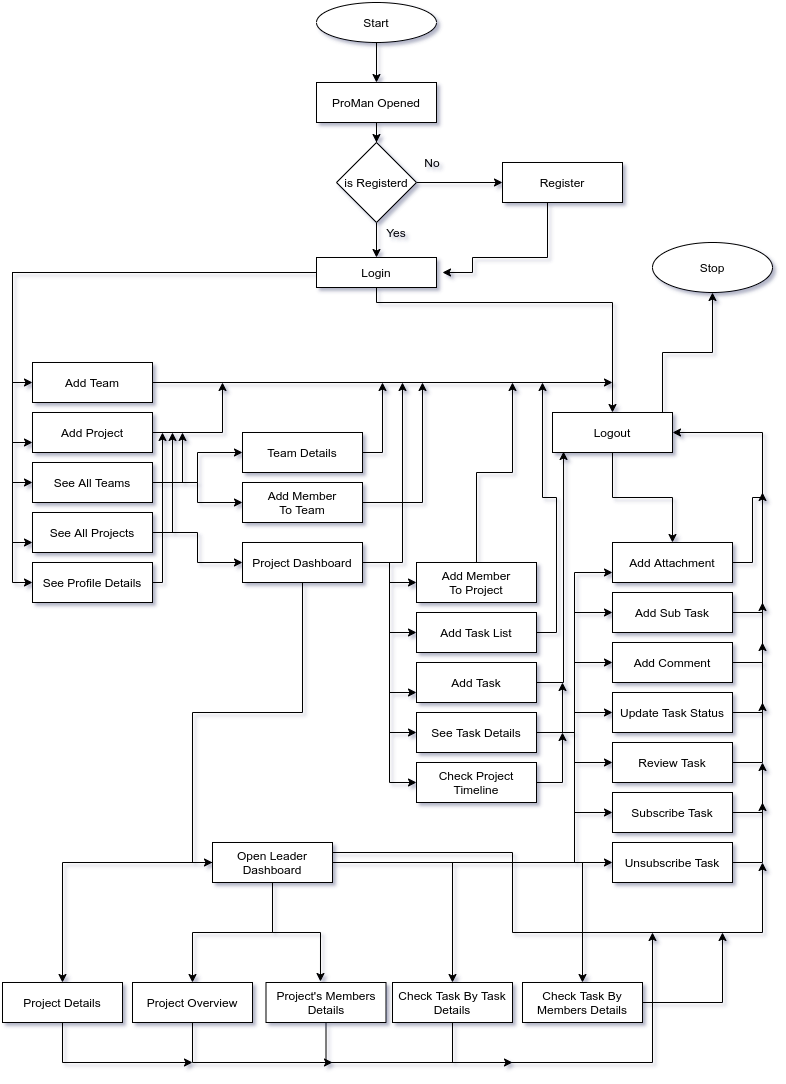 Start
ProMan Opened
No
is Registerd
Register
Yes
Login
Stop
Add Team
Add Project
Logout
Team Details
See All Teams
Add Member
To Team
See All Projects
Project Dashboard
Add Attachment
See Profile Details
Add Member
To Project
Add Sub Task
Add Task List
Add Comment
Add Task
Update Task Status
See Task Details
Review Task
Check Project
Timeline
Subscribe Task
Open Leader
Dashboard
Unsubscribe Task
Project Details
Project Overview
Project's Members
Details
Check Task By Task
Details
Check Task By
Members Details